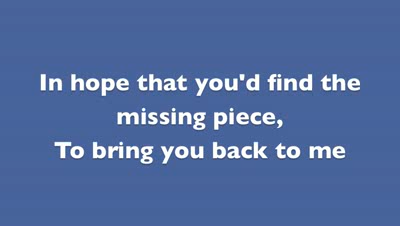 In hope that you'd find the
missing piece,
To bring you back to me